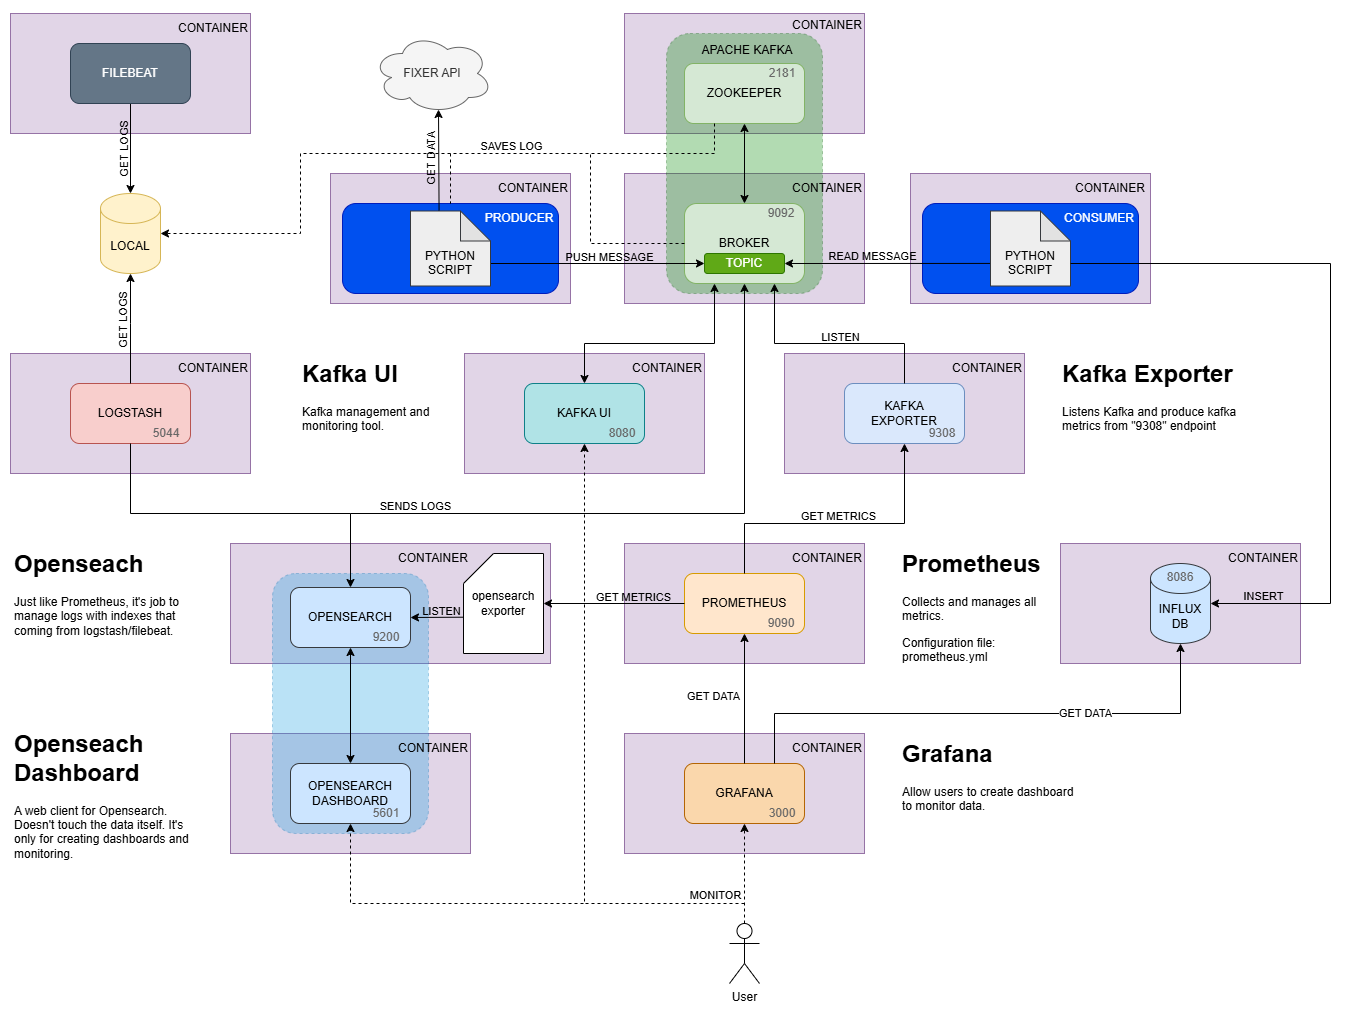 CONTAINER
FILEBEAT
GET LOGS
LOCAL
GET LOGS
CONTAINER
LOGSTASH
5044
FIXER API
GET DATA
SAVES LOG
CONTAINER
PRODUCER
PYTHON
SCRIPT
PUSH MESSAGE
CONTAINER
APACHE KAFKA
2181
ZOOKEEPER
CONTAINER
9092
BROKER
TOPIC
READ MESSAGE
CONTAINER
CONSUMER
PYTHON
SCRIPT
Kafka UI
Kafka management and
monitoring tool.
CONTAINER
KAFKA UI
8080
LISTEN
CONTAINER
KAFKA
EXPORTER
9308
Kafka Exporter
Listens Kafka and produce kafka
metrics from "9308" endpoint
SENDS LOGS
GET METRICS
Openseach
Just like Prometheus, it's job to
manage logs with indexes that
coming from logstash/filebeat.
CONTAINER
OPENSEARCH
9200
LISTEN
opensearch
exporter
GET METRICS
CONTAINER
PROMETHEUS
9090
Prometheus
Collects and manages all
metrics.
Configuration file:
prometheus.yml
CONTAINER
8086
INFLUX
DB
INSERT
GET DATA
GET DATA
Openseach
Dashboard
A web client for Opensearch.
Doesn't touch the data itself. It's
only for creating dashboards and
monitoring.
CONTAINER
OPENSEARCH
DASHBOARD
5601
CONTAINER
GRAFANA
3000
Grafana
Allow users to create dashboard
to monitor data.
MONITOR
User